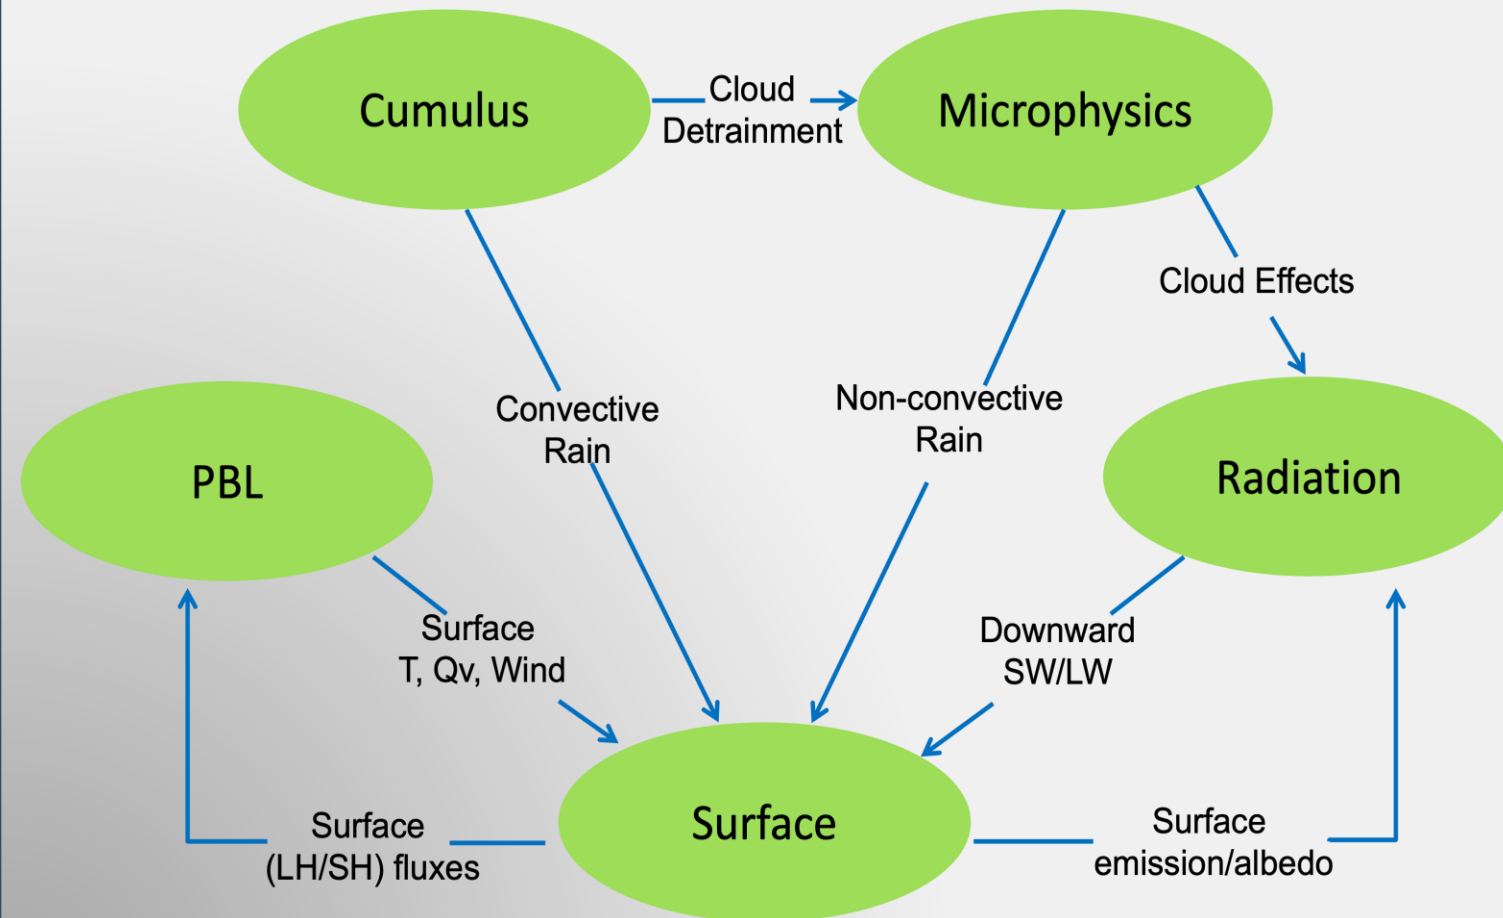 Cumulus
Cloud
Detrainment
Microphysics
Cloud Effects
Convective
Rain
Non-convective
Rain
PBL
Radiation
Surface
T, Qv, Wind
Downward
SW/LW
Surface
(LH/SH) fluxes
Surface
Surface
emission/albedo